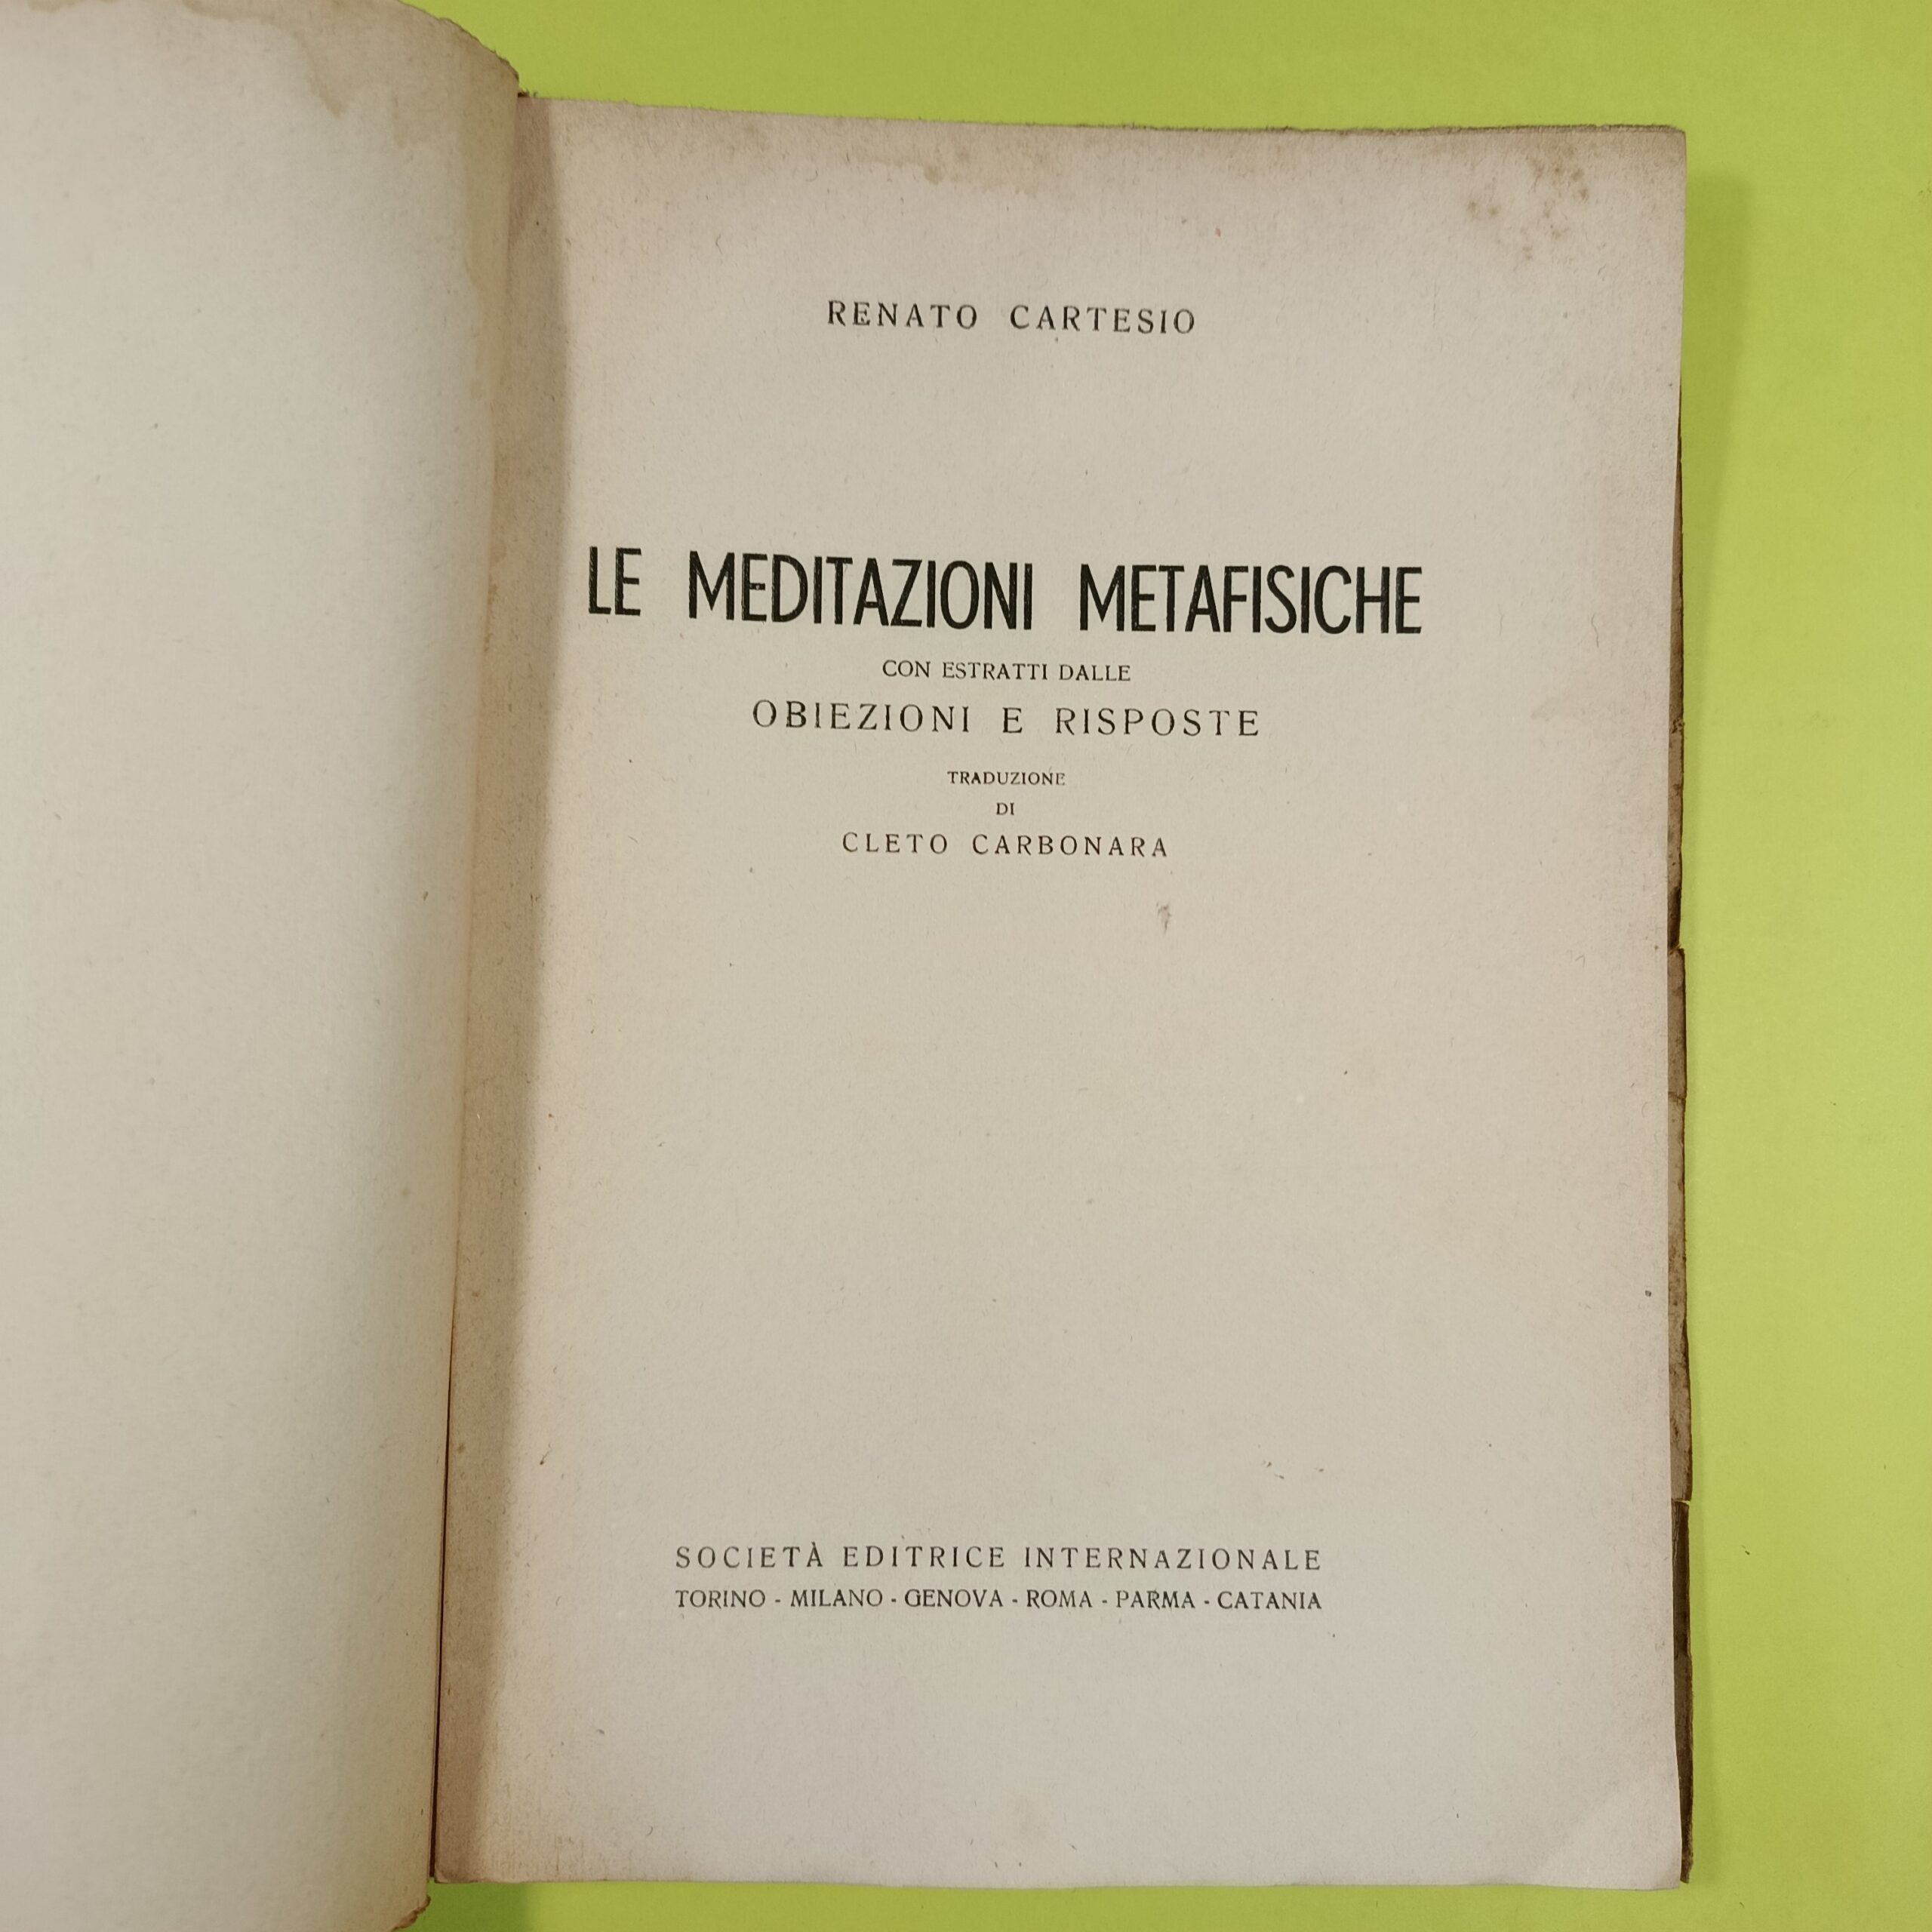 RENATO CARTESIO
LE MEDITAZIONI METAFISICHE
CON ESTRATTI DALLE
OBIEZIONI E RISPOSTE
TRADUZIONE
DI
CLETO CARBONARA
SOCIETÀ EDITRICE INTERNAZIONALE
TORINO - MILANO - GENOVA - ROMA - PARMA - CATANIA